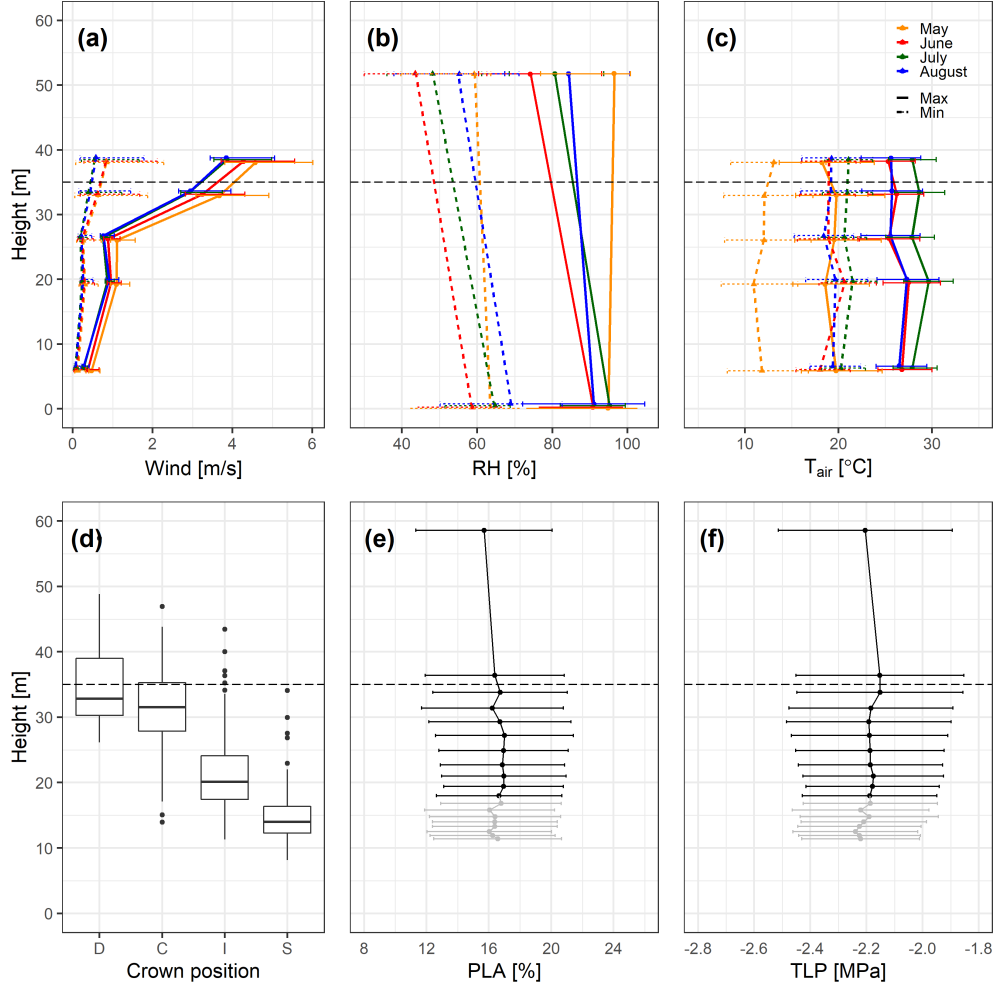 (a)
(b)
(c)
May
June
July
August
Max
Min
Height [m]
60
50
40
30
20
10
0
0 2 4 6
Wind [m/s]
40 60 80 100
RH [%]
10 20 30
Tair [°C]
(d)
(e)
(f)
Height [m]
60
50
40
30
20
10
0
D C I S
Crown position
8 12 16 20 24
PLA [%]
-2.8 -2.6 -2.4 -2.2 -2.0 -1.8
TLP [MPa]